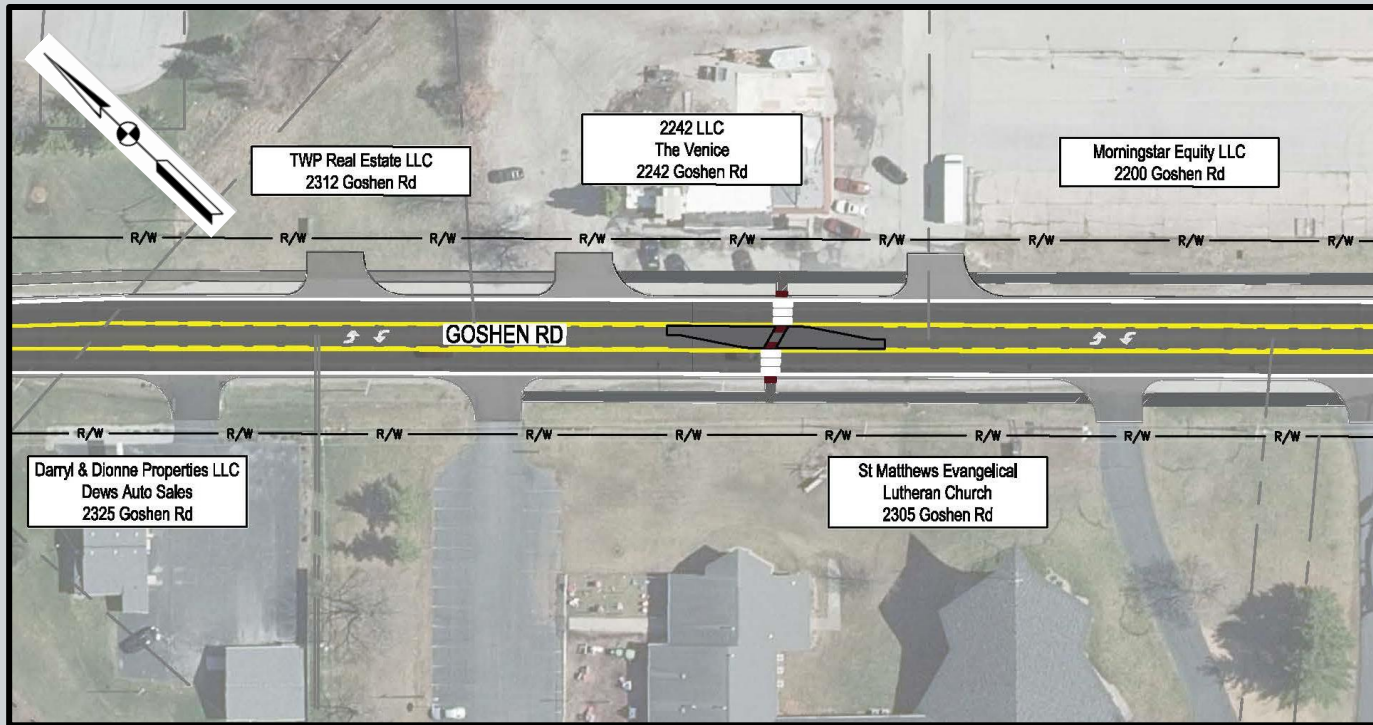 TWP Real Estate LLC
2312 Goshen Rd
2242 LLC
The Venice
2242 Goshen Rd
Morningstar Equity LLC
2200 Goshen Rd
R/W R/W R/W R/W R/W R/W R/W R/W R/W
GOSHEN RD
R/W R/W R/W R/W R/W R/W R/W R/W R/W
Darryl & Dionne Properties LLC
Dews Auto Sales
2325 Goshen Rd
St Matthews Evangelical
Lutheran Church
2305 Goshen Rd